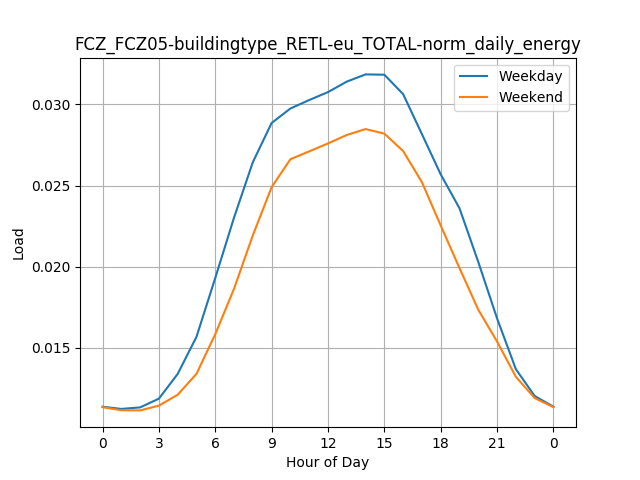 FCZ_FCZ05-buildingtype_RETL-eu_TOTAL-norm_daily_energy
Weekday
Weekend
0.030
0.025
0.020
0.015
Load
0 3 6 9 12 15 18 21 0
Hour of Day